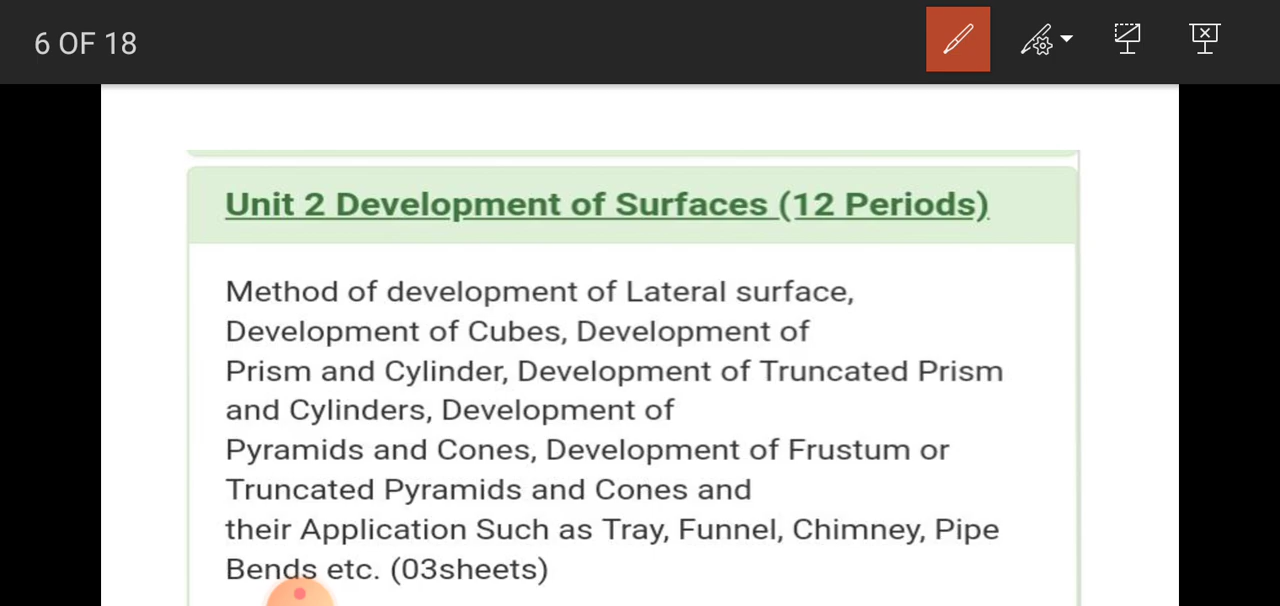 6 OF 18
Unit 2 Development of Surfaces (12 Periods)
Method of development of Lateral surface,
Development of Cubes, Development of
Prism and Cylinder, Development of Truncated Prism
and Cylinders, Development of
Pyramids and Cones, Development of Frustum or
Truncated Pyramids and Cones and
their Application Such as Tray, Funnel, Chimney, Pipe
Bends etc. (03sheets)